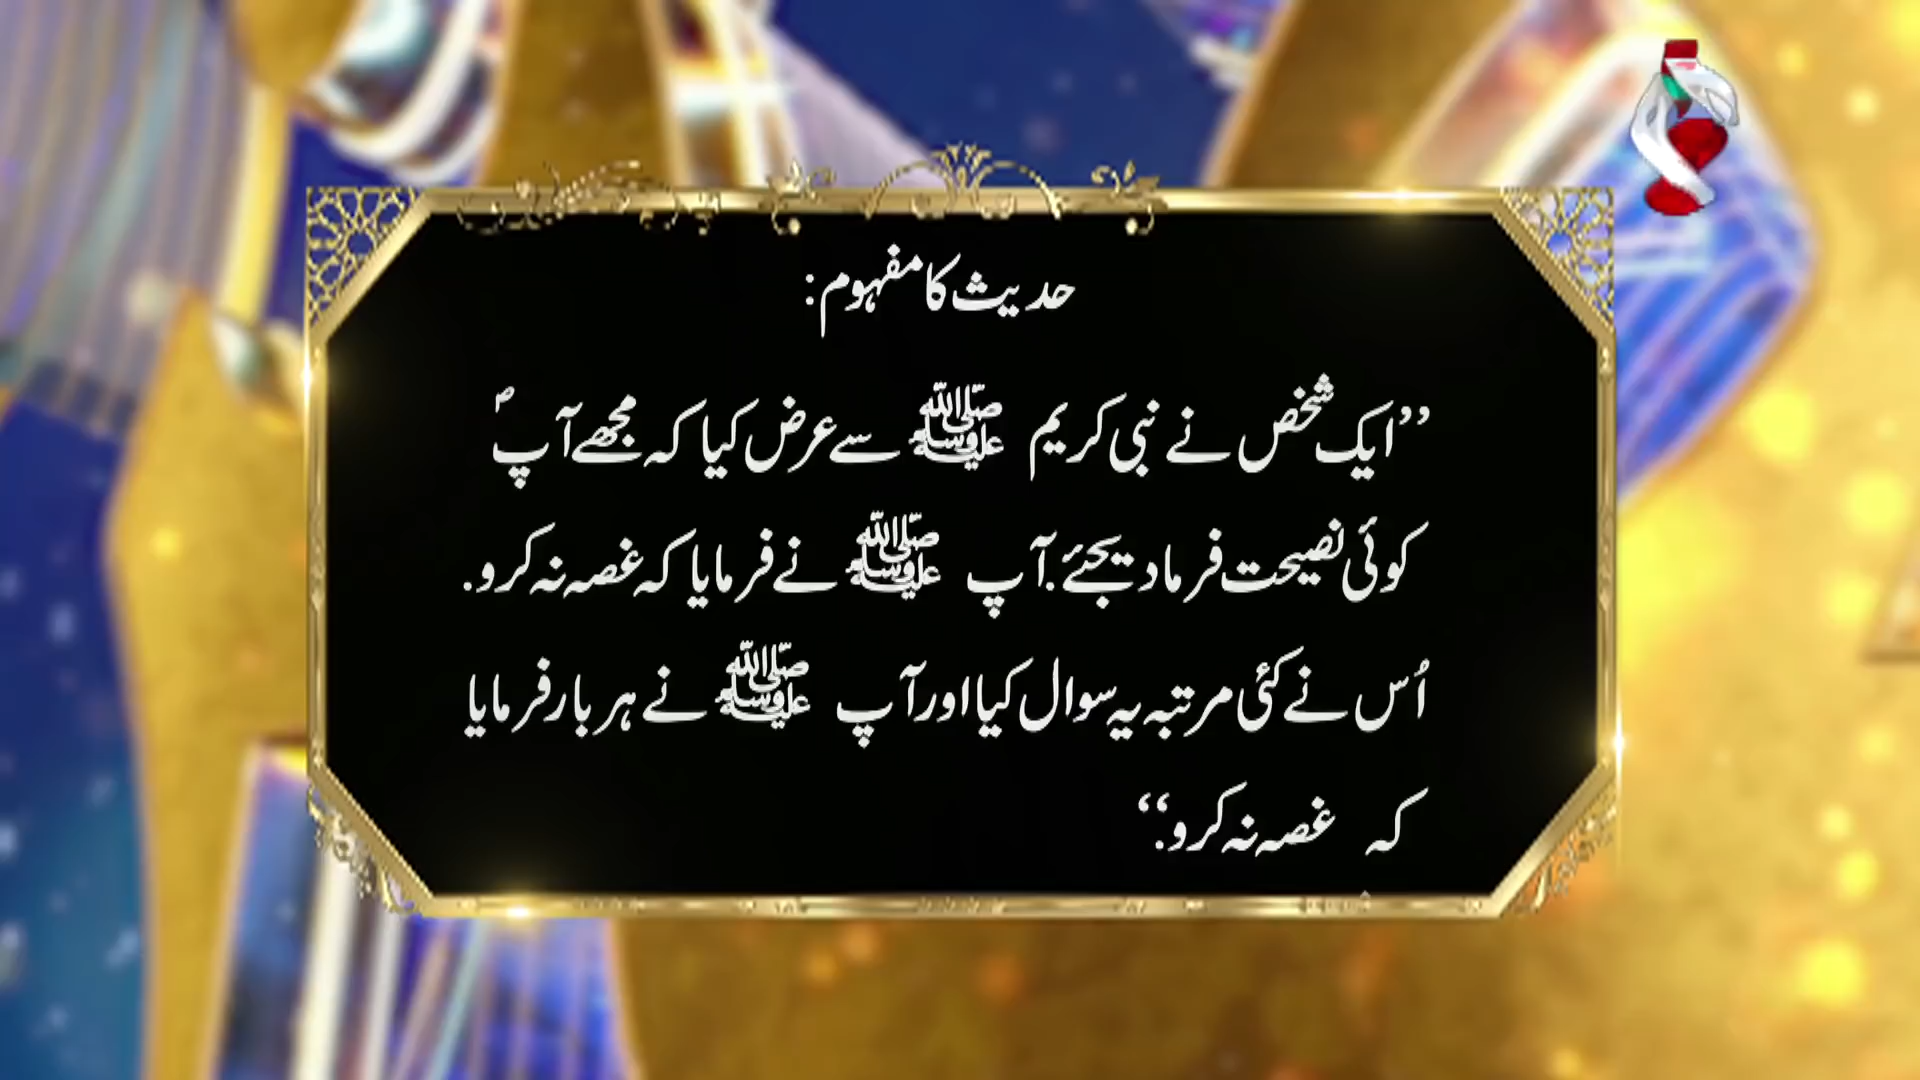 حدیث کا مفہوم:
’’ایک شخص نے نبی کریم ﷺ سے عرض کیا کہ مجھے آپؐ
کوئی نصیحت فرما دیجئے. آپ ﷺ نے فرمایا کہ غصہ نہ کرو.
اُس نے کئی مرتبہ یہ سوال کیا اور آپ ﷺ نے ہر بار فرمایا
کہ غصہ نہ کرو.‘‘